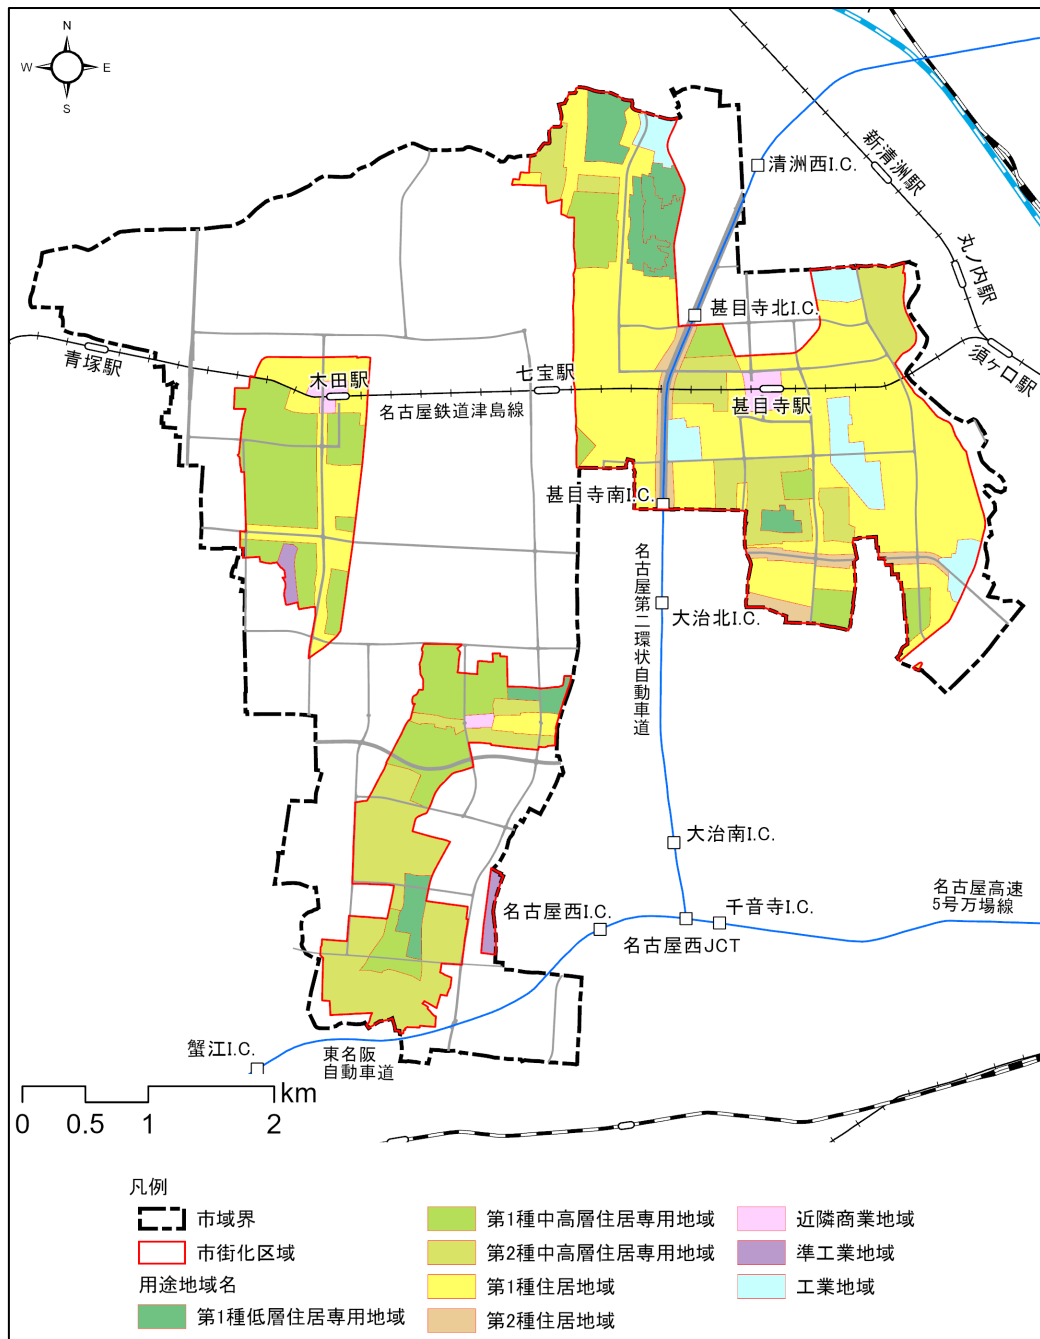 N
W
E
S
新清洲駅
清洲西I.C.
丸ノ内駅
甚目寺北I.C.
須ケ口駅
青塚駅
木田駅
七宝駅
名古屋鉄道津島線
甚目寺駅
甚目寺南I.C.
名古屋第二環状自動車道
大治北I.C.
大治南I.C.
名古屋西I.C.
千音寺I.C.
名古屋高速
5号万場線
名古屋西JCT
蟹江I.C.
東名阪
自動車道
km
0 0.5 1 2
凡例
市域界
市街化区域
用途地域名
第1種低層住居専用地域
第1種中高層住居専用地域
第2種中高層住居専用地域
第1種住居地域
第2種住居地域
近隣商業地域
準工業地域
工業地域